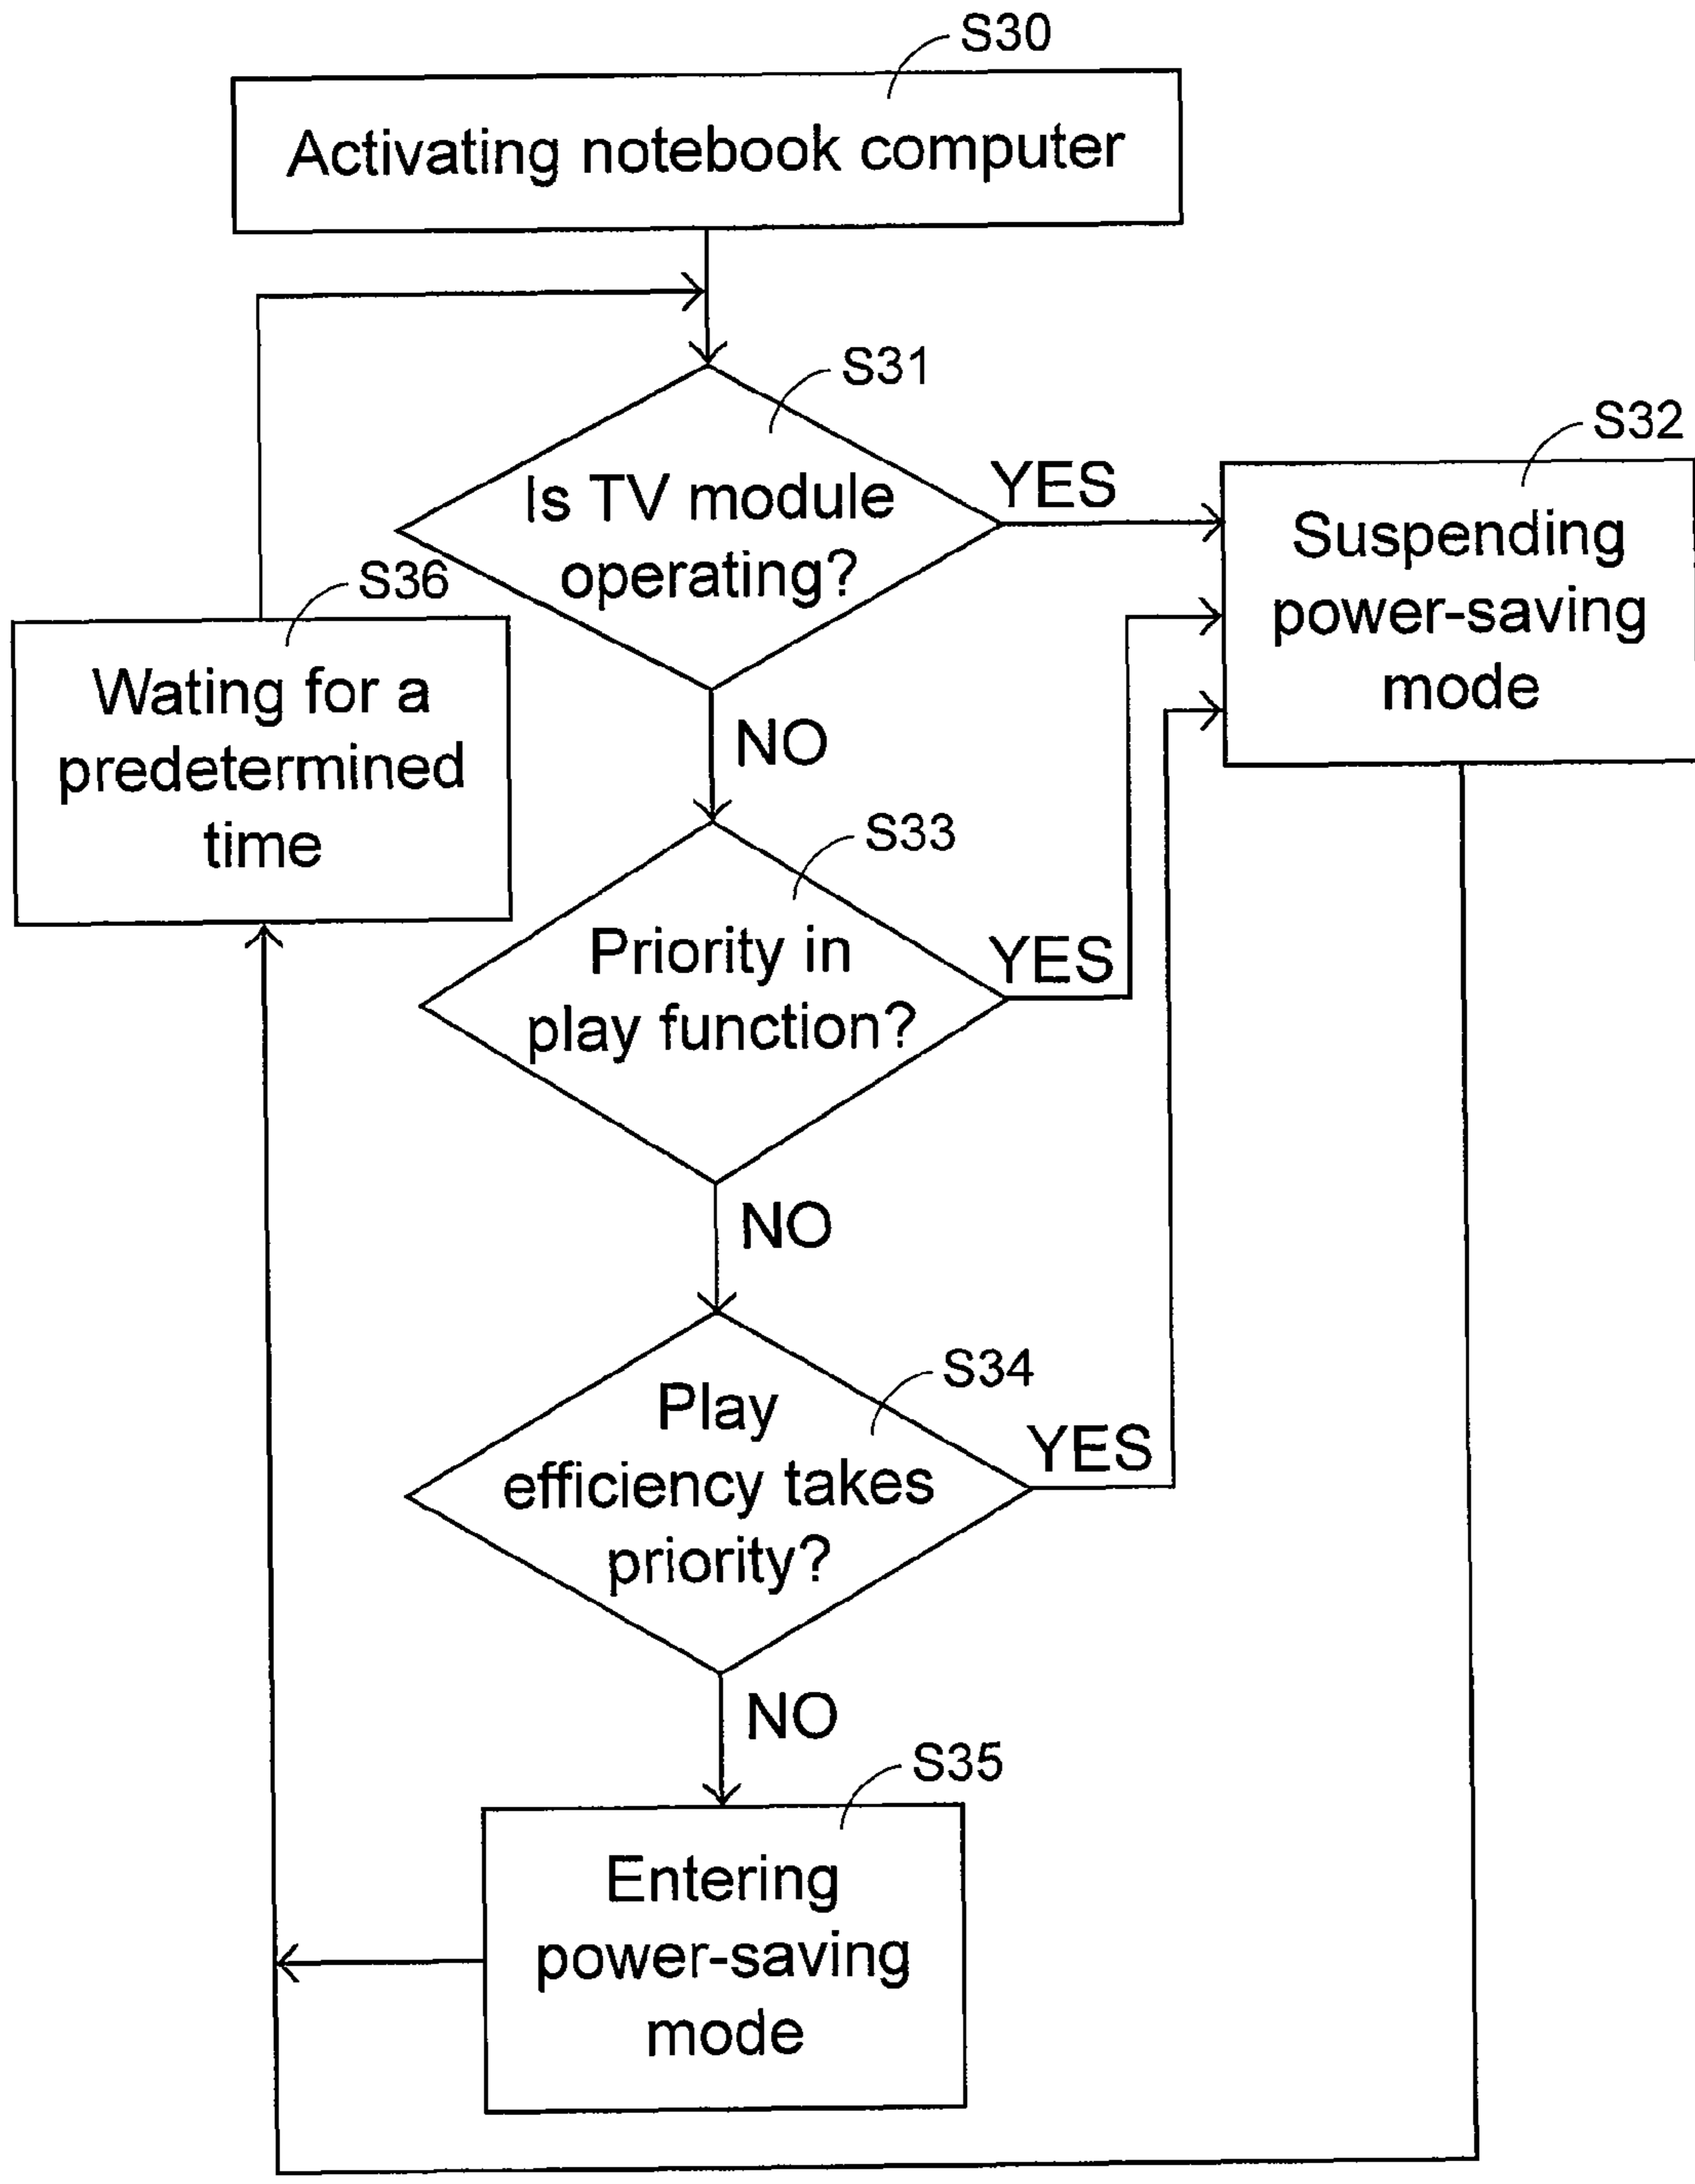 S30
Activating notebook computer
S31
Is TV module
operating?
YES
S32
Suspending
power-saving
mode
S36
Wating for a
predetermined
time
NO
S33
Priority in
play function?
YES
NO
S34
Play
efficiency takes
priority?
YES
NO
S35
Entering
power-saving
mode